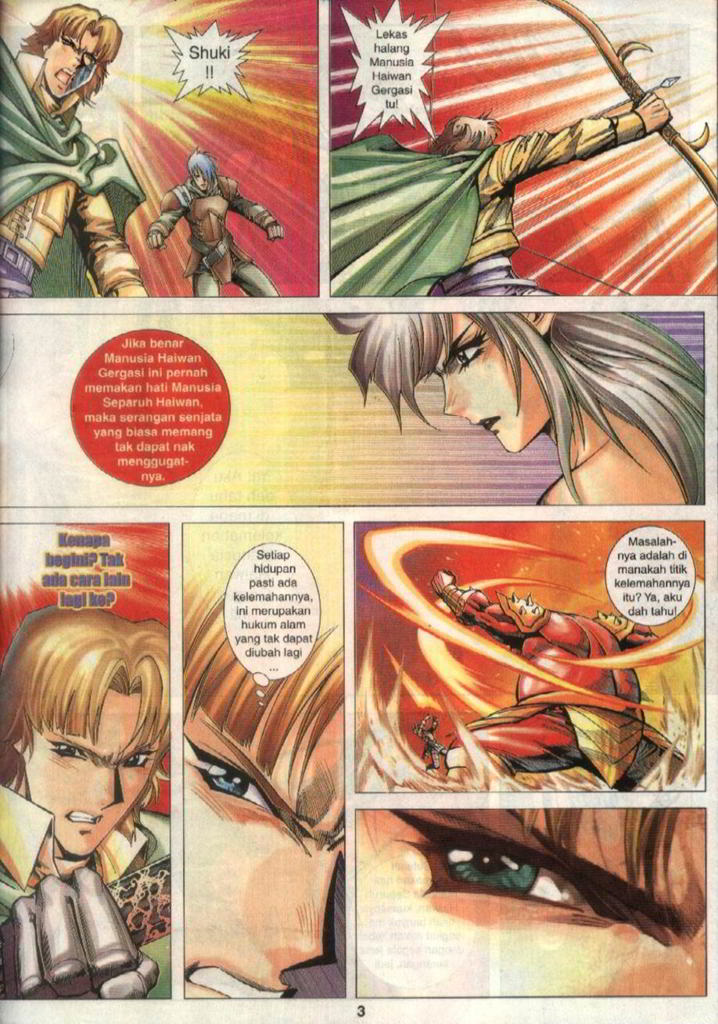 Shuki
!!
Lekas
halang
Manusia
Haiwan
Gergasi
itu!
Jika benar
Manusia Haiwan
Gergasi ini pernah
memakan hati Manusia
Separuh Haiwan,
maka serangan senjata
yang biasa memang
tak dapat nak
menggugat-
nya.
Kenapa
begini? Tak
ada cara lain
lagi ke?
Setiap
hidupan
pasti ada
kelemahannya,
ini merupakan
hukum alam
yang tak dapat
diubah lagi
...
Masalah-
nya adalah di
manakah titik
kelemahannya
itu? Ya, aku
dah tahu!
3